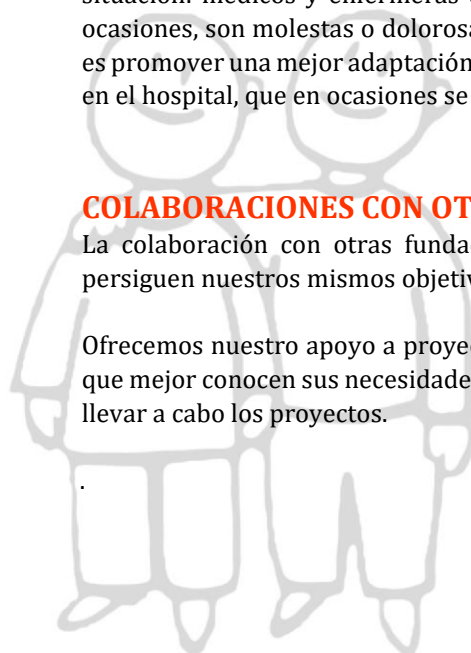 situación: médicos y enfermeras
ocasiones, son molestas o dolorosa
es promover una mejor adaptación
en el hospital, que en ocasiones se
COLABORACIONES CON OT
La colaboración con otras funda
persiguen nuestros mismos objetiv
Ofrecemos nuestro apoyo a proye
que mejor conocen sus necesidade
llevar a cabo los proyectos.
.